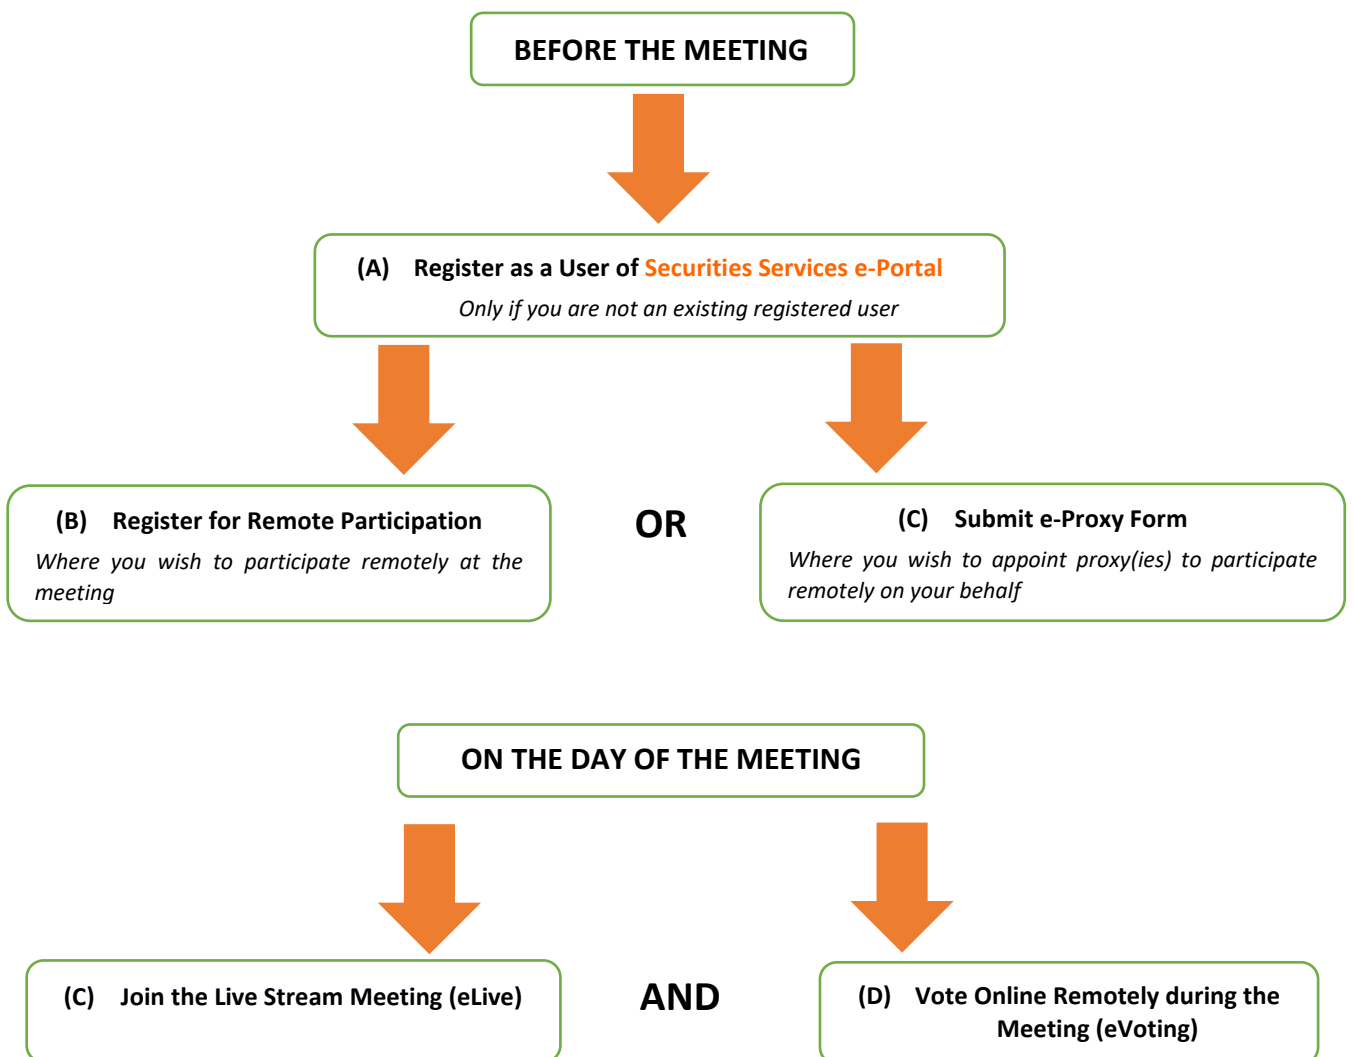 BEFORE THE MEETING
(A) Register as a User of Securities Services e-Portal
Only if you are not an existing registered user
(B) Register for Remote Participation
Where you wish to participate remotely at the
meeting
OR
(C) Submit e-Proxy Form
Where you wish to appoint proxy(ies) to participate
remotely on your behalf
ON THE DAY OF THE MEETING
(C) Join the Live Stream Meeting (eLive)
AND
(D) Vote Online Remotely during the
Meeting (eVoting)